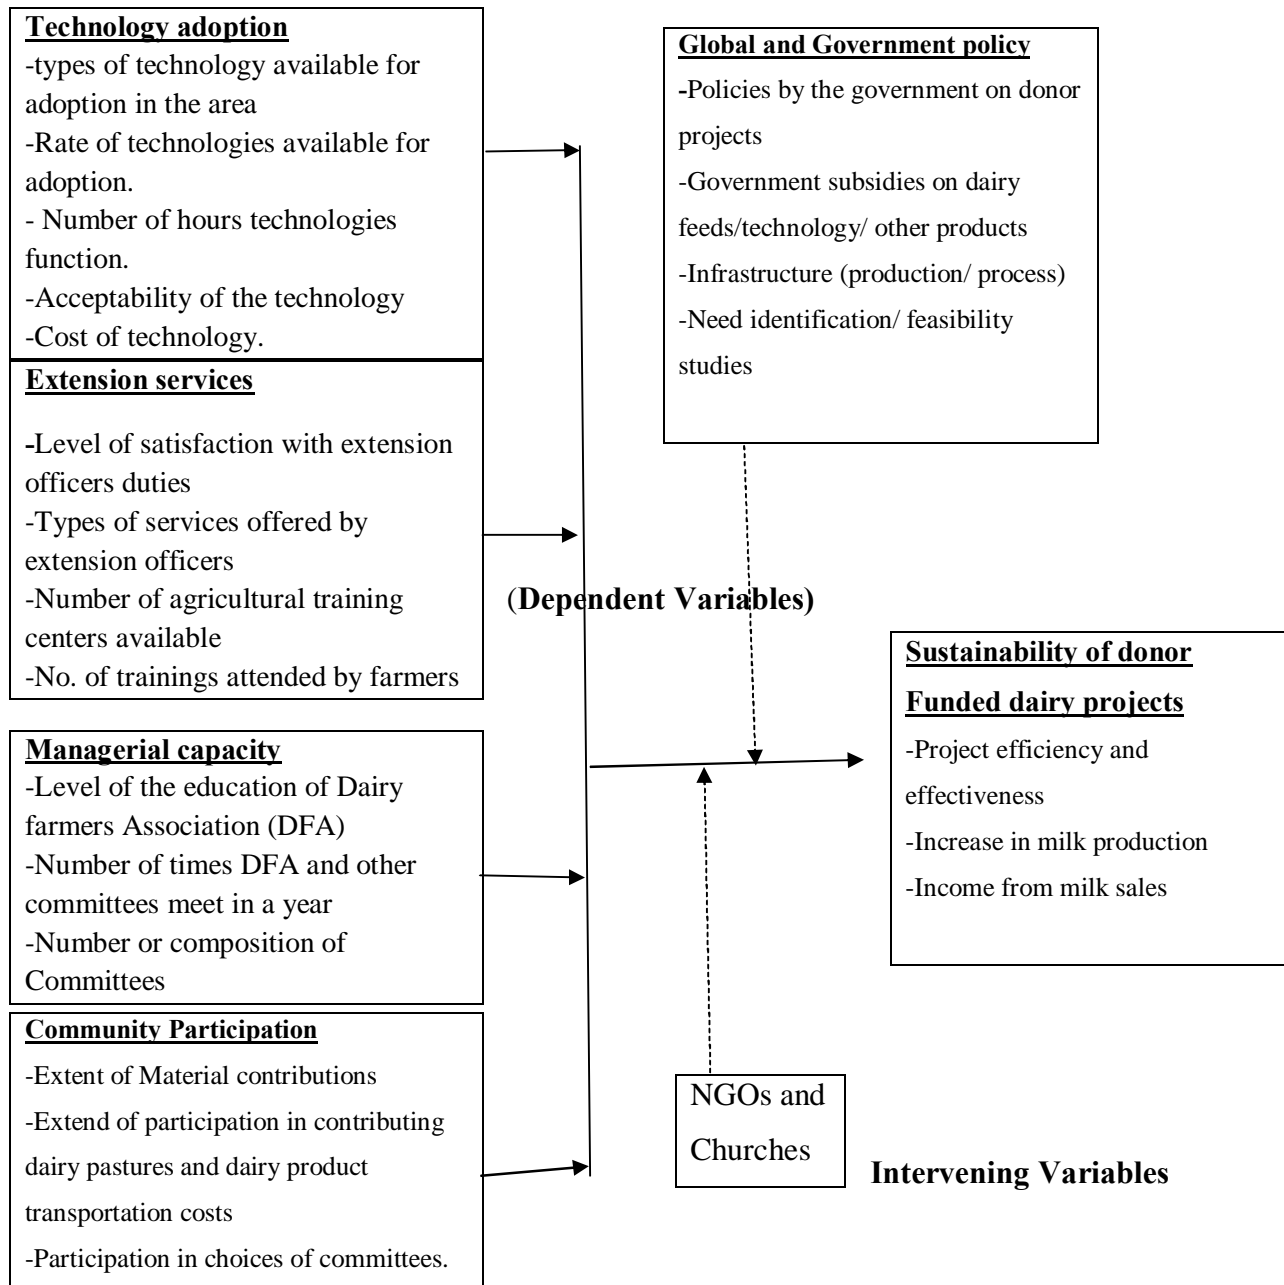 Technology adoption
-types of technology available for
adoption in the area
-Rate of technologies available for
adoption.
- Number of hours technologies
function.
-Acceptability of the technology
-Cost of technology.
Extension services
-Level of satisfaction with extension
officers duties
-Types of services offered by
extension officers
-Number of agricultural training
centers available
-No. of trainings attended by farmers
Managerial capacity
-Level of the education of Dairy
farmers Association (DFA)
-Number of times DFA and other
committees meet in a year
-Number or composition of
Committees
Community Participation
-Extent of Material contributions
-Extend of participation in contributing
dairy pastures and dairy product
transportation costs
-Participation in choices of committees.
Global and Government policy
-Policies by the government on donor
projects
-Government subsidies on dairy
feeds/technology/ other products
-Infrastructure (production/ process)
-Need identification/ feasibility
studies
(Dependent Variables)
Sustainability of donor
Funded dairy projects
-Project efficiency and
effectiveness
-Increase in milk production
-Income from milk sales
NGOs and
Churches
Intervening Variables